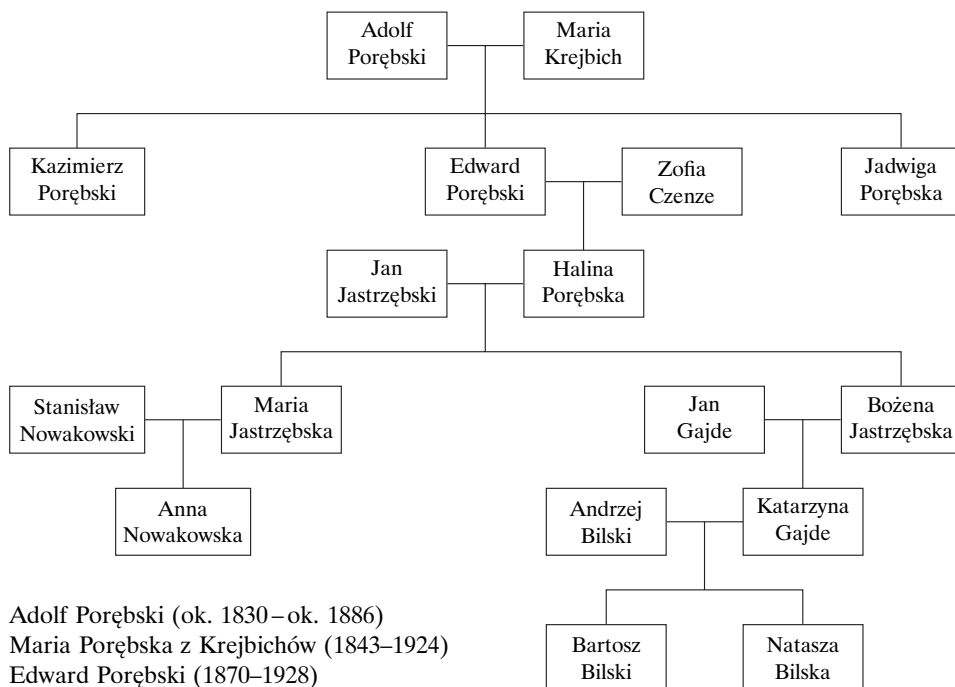 Adolf
Porębski
Maria
Krejbich
Kazimierz
Porębski
Edward
Porębski
Zofia
Czenze
Jadwiga
Porębska
Jan
Jastrzębski
Halina
Porębska
Stanisław
Nowakowski
Maria
Jastrzębska
Jan
Gajde
Bożena
Jastrzębska
Anna
Nowakowska
Andrzej
Bilski
Katarzyna
Gajde
Bartosz
Bilski
Natasza
Bilska
Adolf Porębski (ok. 1830 – ok. 1886)
Maria Porębska z Krejbichów (1843–1924)
Edward Porębski (1870–1928)